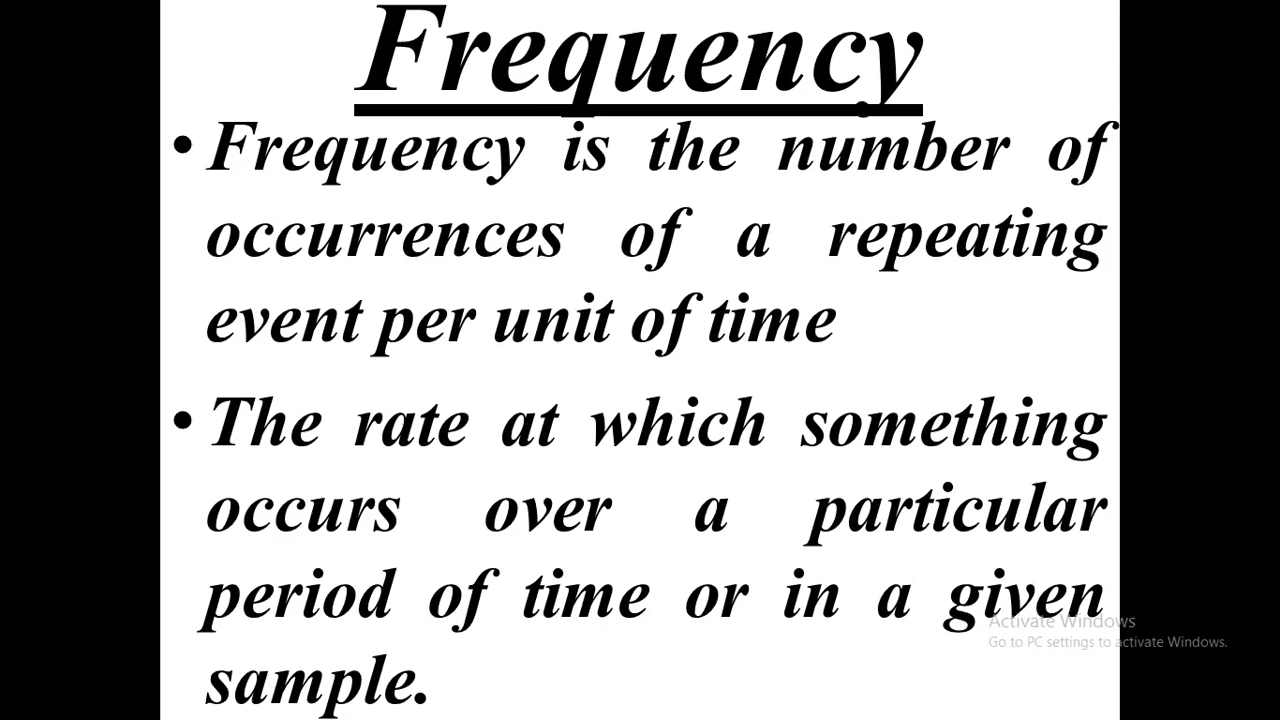 Frequency
• Frequency is the number of
occurrences of a repeating
event per unit of time
• The rate at which something
occurs over a particular
period of time or in a given
sample.
Activate Windows
Go to PC settings to activate Windows.